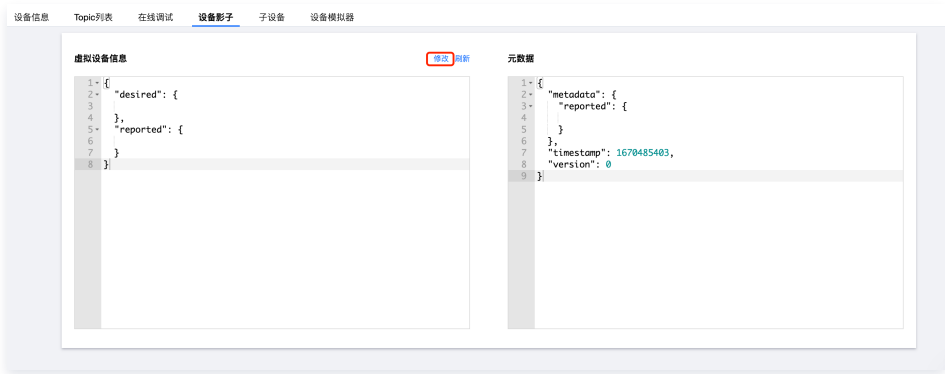 设备信息 Topic列表 在线调试 设备影子 子设备 设备模拟器
虚拟设备信息 修改 刷新
1 {
2 "desired": {
3
4 },
5 "reported": {
6
7 }
8 }
元数据
1 {
2 "metadata": {
3 "reported": {
4
5 }
6 },
7 "timestamp": 1670485403,
8 "version": 0
9 }